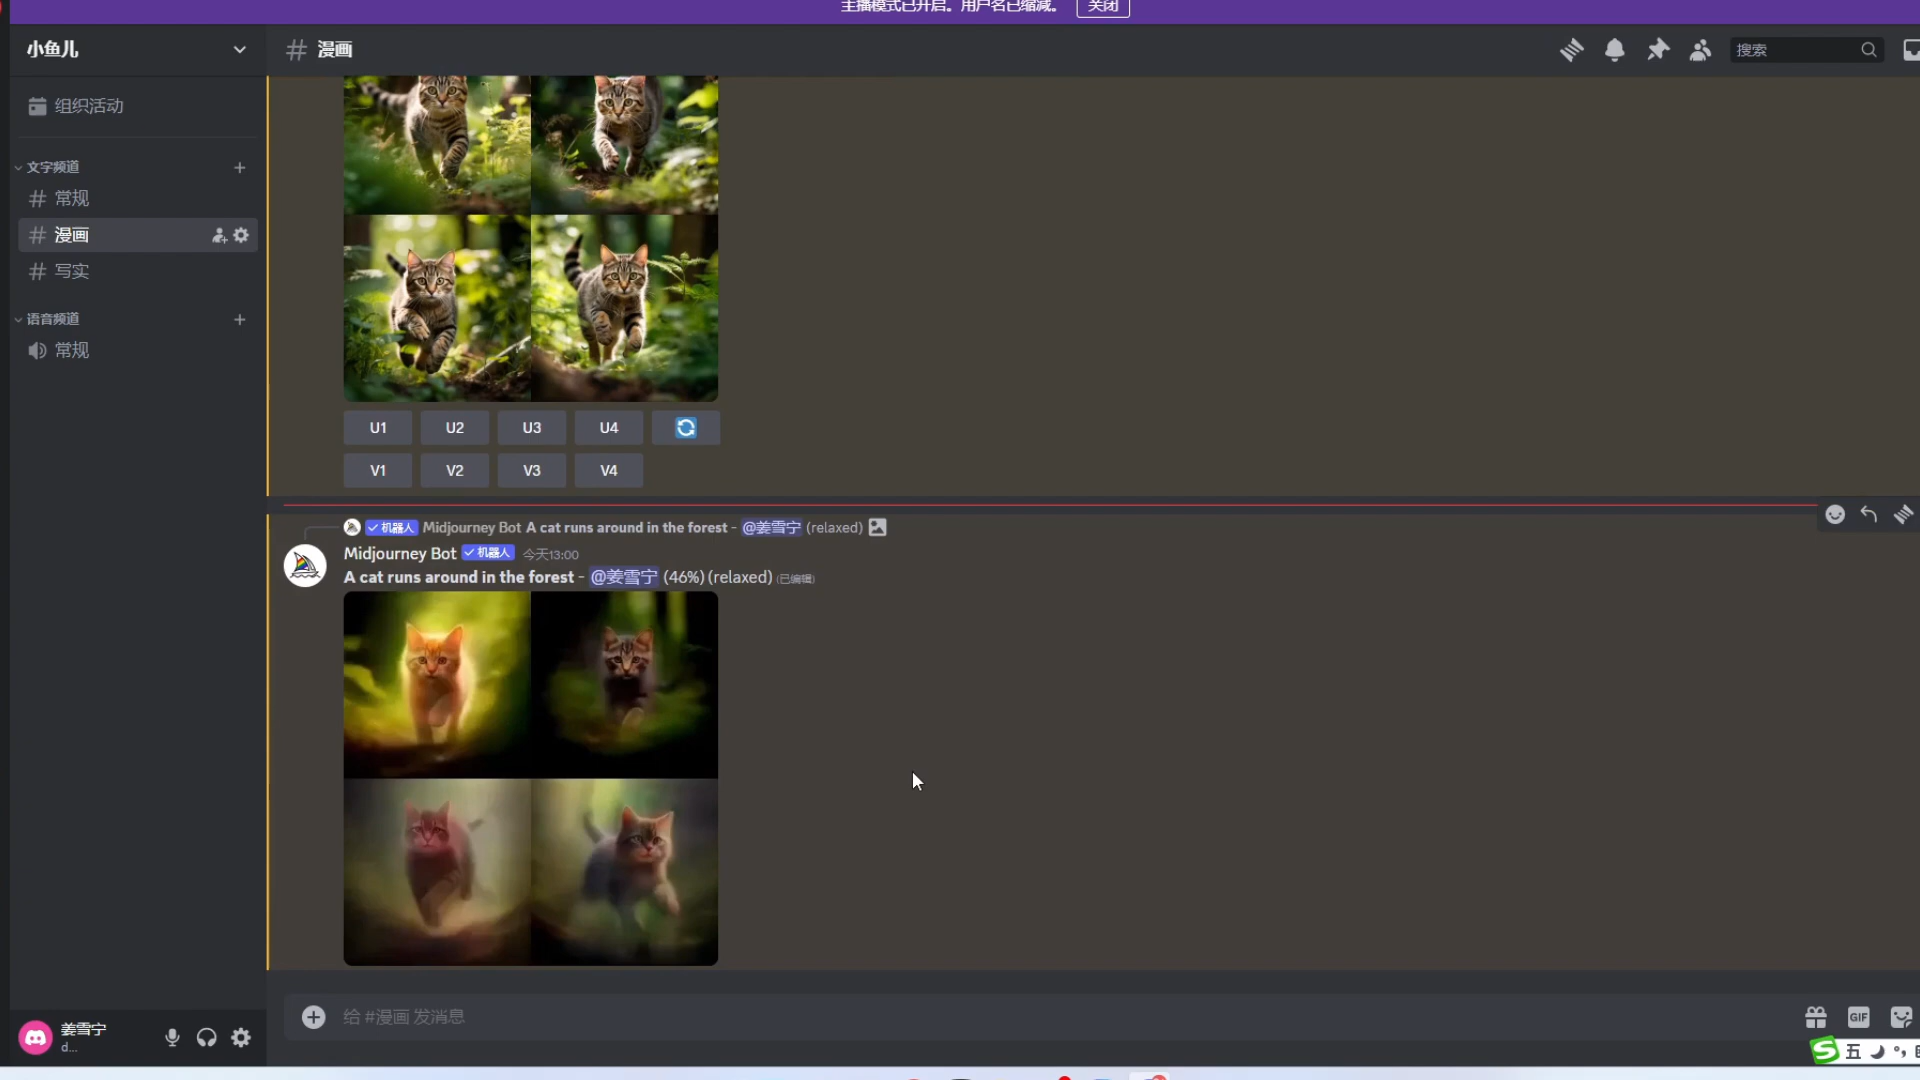 主播模式已开启。用户名已缩减。 关闭
小鱼儿
漫画
搜索
组织活动
文字频道
常规
漫画
写实
语音频道
常规
U1 U2 U3 U4
V1 V2 V3 V4
机器人 Midjourney Bot A cat runs around in the forest - @姜雪宁 (relaxed)
Midjourney Bot 机器人 今天13:00
A cat runs around in the forest - @姜雪宁 (46%) (relaxed) (已编辑)
给 #漫画 发消息
GIF
姜雪宁
d...
S 五